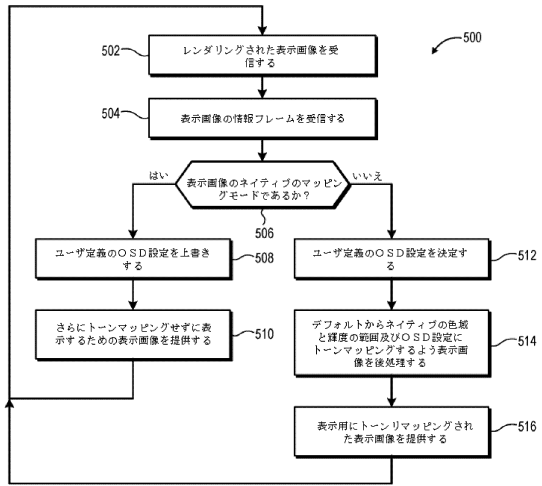 500
502
レンダリングされた表示画像を受
信する
504
表示画像の情報フレームを受信する
はい
表示画像のネイティブのマッピン
グモードであるか?
いいえ
506
ユーザ定義のOSD設定を上書き
する
508
ユーザ定義のOSD設定を決定す
る
512
さらにトーンマッピングせずに表
示するための表示画像を提供する
510
デフォルトからネイティブの色域
と輝度の範囲及びOSD設定に
トーンマッピングするよう表示画
像を後処理する
514
表示用にトーンリマッピングされ
た表示画像を提供する
516